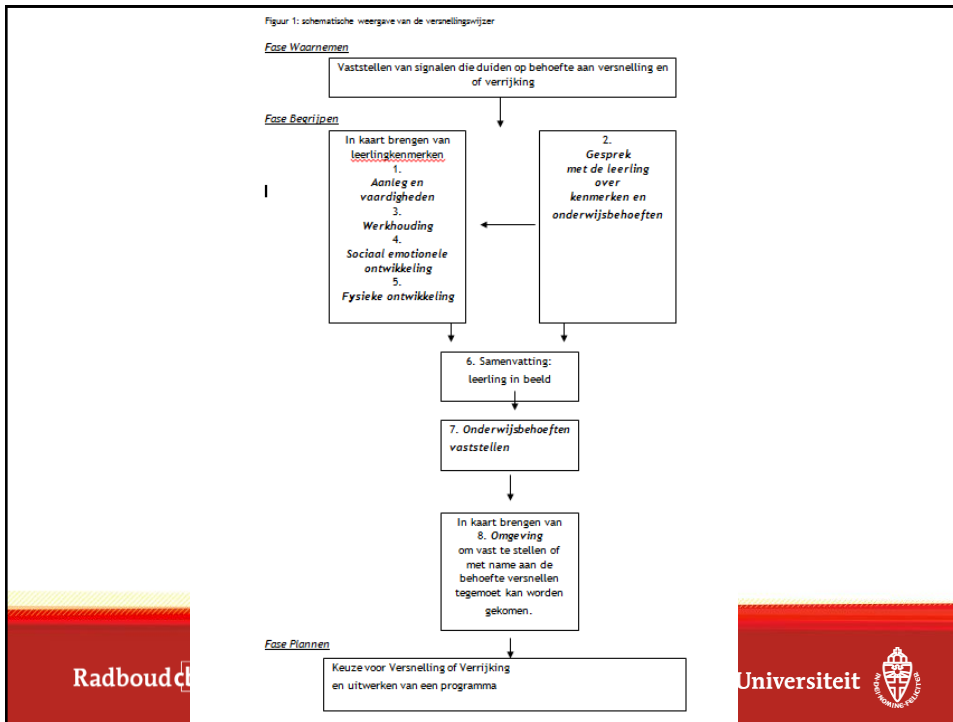 Figuur 1: schematische weergave van de versnellingswijzer
Fase Waarnemen
Vaststellen van signalen die duiden op behoefte aan versnelling en
of verrijking
Fase Begrijpen
In kaart brengen van
leerlingkenmerken
1.
Aanleg en
vaardigheden
3.
Werkhouding
4.
Sociaal emotionele
ontwikkeling
5.
Fysieke ontwikkeling
2.
Gesprek
met de leerling
over
kenmerken en
onderwijsbehoeften
6. Samenvatting:
leerling in beeld
7. Onderwijsbehoeften
vaststellen
In kaart brengen van
8. Omgeving
om vast te stellen of
met name aan de
behoefte versnellen
tegemoet kan worden
gekomen.
Fase Plannen
Keuze voor Versnelling of Verrijking
en uitwerken van een programma
Radboud
Universiteit
IN DEI NOMINE FELICITER